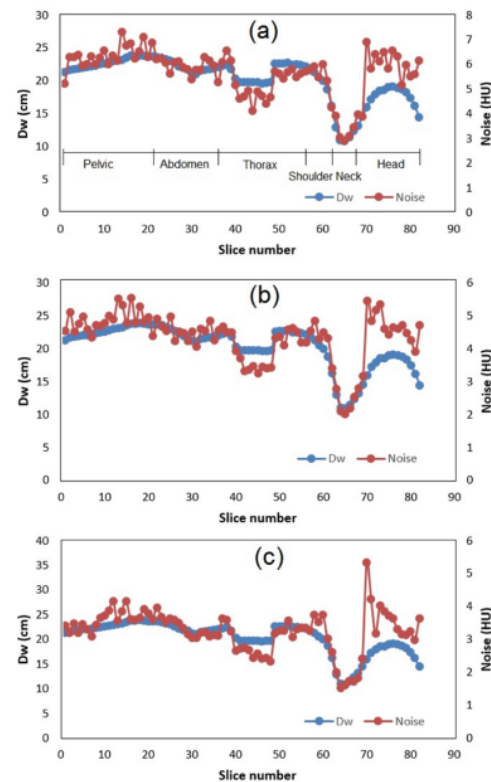 (a)
Dw (cm)
30
25
20
15
10
5
0
Noise (HU)
8
7
6
5
4
3
2
1
0
Pelvic Abdomen Thorax Head
Shoulder Neck
Dw Noise
0 10 20 30 40 50 60 70 80 90
Slice number
(b)
Dw (cm)
30
25
20
15
10
5
0
Noise (HU)
6
5
4
3
2
1
0
Dw Noise
0 10 20 30 40 50 60 70 80 90
Slice number
(c)
Dw (cm)
40
35
30
25
20
15
10
5
0
Noise (HU)
6
5
4
3
2
1
0
Dw Noise
0 10 20 30 40 50 60 70 80 90
Slice number